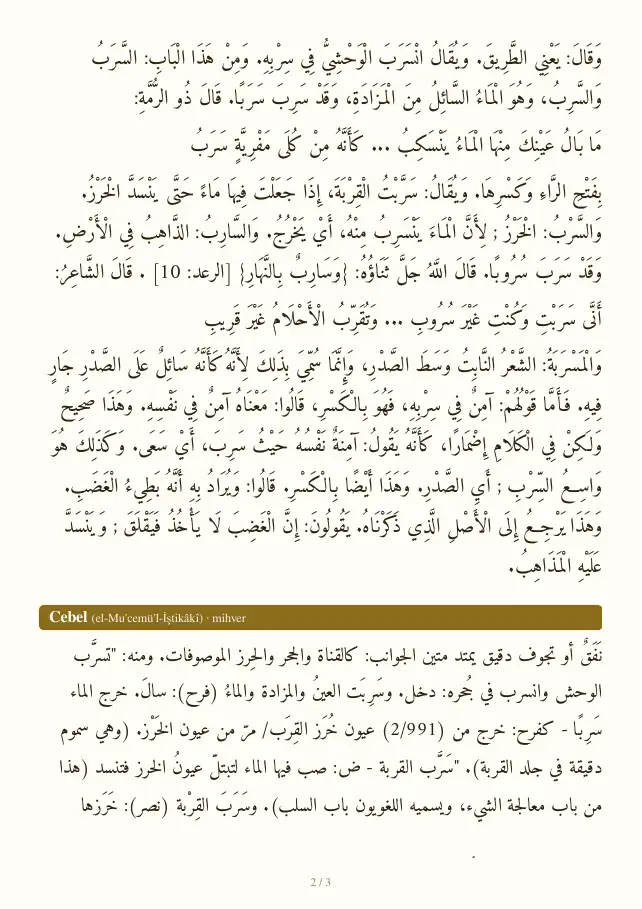 وَقَالَ: يَعْنِي الطَّرِيقَ. وَيُقَالُ انْسَرَبَ الْوَحْشِيُّ فِي سِرْبِهِ. وَمِنْ هَذَا الْبَابِ: السَّرَبُ
وَالسَّرِبُ، وَهُوَ الْمَاءُ السَّائِلُ مِنَ الْمَزَادَةِ، وَقَدْ سَرِبَ سَرَبًا. قَالَ ذُو الرُّمَّةِ:
مَا بَالُ عَيْنِكَ مِنْهَا الْمَاءُ يَنْسَكِبُ ... كَأَنَّهُ مِنْ كُلَى مَفْرِيَّةٍ سَرَبُ
بِفَتْحِ الرَّاءِ وَكَسْرِهَا. وَيُقَالُ: سَرَّبْتُ الْقِرْبَةَ، إِذَا جَعَلْتَ فِيهَا مَاءً حَتَّى يَنْسَدَّ الْخَرْزُ.
وَالسَّرْبُ: الْخَرْزُ ; لِأَنَّ الْمَاءَ يَنْسَرِبُ مِنْهُ، أَيْ يَخْرُجُ. وَالسَّارِبُ: الذَّاهِبُ فِي الْأَرْضِ.
وَقَدْ سَرَبَ سُرُوبًا. قَالَ اللَّهُ جَلَّ ثَنَاؤُهُ: {وَسَارِبٌ بِالنَّهَارِ} [الرعد: 10] . قَالَ الشَّاعِرُ:
أَنَّى سَرَبْتِ وَكُنْتِ غَيْرَ سُرُوبِ ... وَتُقَرِّبُ الْأَحْلَامُ غَيْرَ قَرِيبِ
وَالْمَسْرَبَةُ: الشَّعْرُ النَّابِتُ وَسَطَ الصَّدْرِ، وَإِنَّمَا سُمِّيَ بِذَلِكَ لِأَنَّهُ كَأَنَّهُ سَائِلٌ عَلَى الصَّدْرِ جَارٍ
فِيهِ. فَأَمَّا قَوْلُهُمْ: آمِنٌ فِي سِرْبِهِ، فَهُوَ بِالْكَسْرِ، قَالُوا: مَعْنَاهُ آمِنٌ فِي نَفْسِهِ. وَهَذَا صَحِيحٌ
وَلَكِنْ فِي الْكَلَامِ إِضْمَارًا، كَأَنَّهُ يَقُولُ: آمِنَةٌ نَفْسُهُ حَيْثُ سَرِبَ، أَيْ سَعَى. وَكَذَلِكَ هُوَ
وَاسِعُ السِّرْبِ ; أَيِ الصَّدْرِ. وَهَذَا أَيْضًا بِالْكَسْرِ. قَالُوا: وَيُرَادُ بِهِ أَنَّهُ بَطِيءُ الْغَضَبِ.
وَهَذَا يَرْجِعُ إِلَى الْأَصْلِ الَّذِي ذَكَرْنَاهُ. يَقُولُونَ: إِنَّ الْغَضِبَ لَا يَأْخُذُ فَيَقْلَقَ ; وَيَنْسَدَّ
عَلَيْهِ الْمَذَاهِبُ.
Cebel (el-Mu'cemü'l-İştikâkî) · mihver
نَفَقٌ أو تجوف دقيق يمتد متين الجوانب: كالقناة والجحر والحِرز الموصوفات. ومنه: "تسرَّب
الوحش وانسرب في جُحره: دخل. وسَرِبَت العينُ والمزادة والماءُ (فرح): سالَ. خرج الماء
سَرِبًا - كفرح: خرج من (2/991) عيون خُرَز القِرَب/ مرّ من عيون الخَرْز. (وهي سموم
دقيقة في جلد القربة). "سَرَّب القربة - ض: صب فيها الماء لتبتلّ عيونُ الخرز فتنسد (هذا
من باب معالجة الشيء، ويسميه اللغويون باب السلب). وسَرَبَ القِرْبة (نصر): خَرَزها
2 / 3